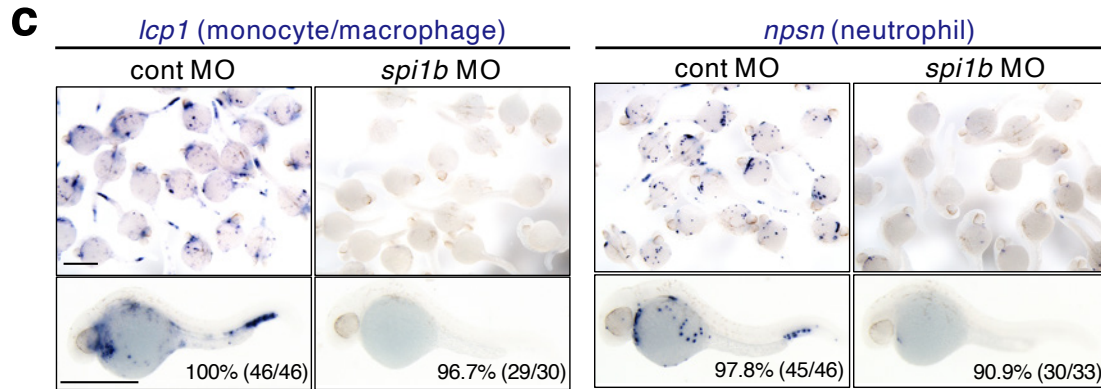 c
lcp1 (monocyte/macrophage)
npsn (neutrophil)
cont MO
spi1b MO
cont MO
spi1b MO
100% (46/46)
96.7% (29/30)
97.8% (45/46)
90.9% (30/33)